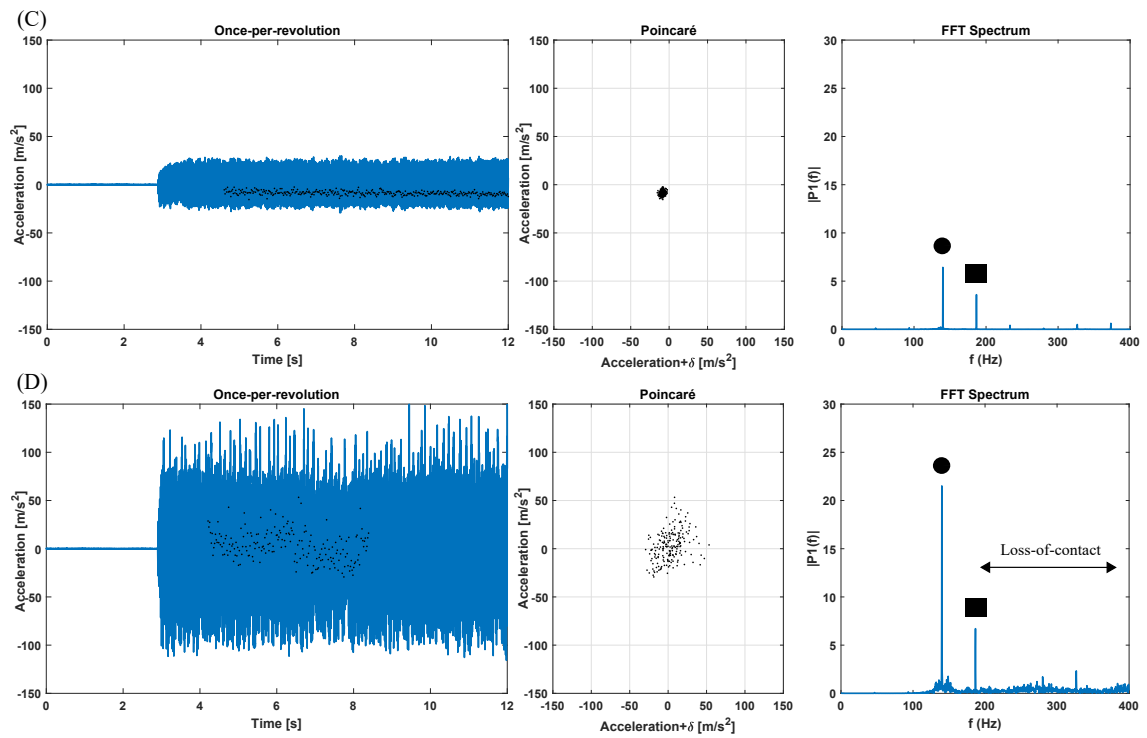 (C)
Once-per-revolution
Acceleration [m/s²]
150
100
50
0
-50
-100
-150
0 2 4 6 8 10 12
Time [s]
Poincaré
Acceleration [m/s²]
150
100
50
0
-50
-100
-150
-150 -100 -50 0 50 100 150
Acceleration+δ [m/s²]
FFT Spectrum
|P1(f)|
30
25
20
15
10
5
0
0 100 200 300 400
f (Hz)
(D)
Once-per-revolution
Acceleration [m/s²]
150
100
50
0
-50
-100
-150
0 2 4 6 8 10 12
Time [s]
Poincaré
Acceleration [m/s²]
150
100
50
0
-50
-100
-150
-150 -100 -50 0 50 100 150
Acceleration+δ [m/s²]
FFT Spectrum
|P1(f)|
30
25
20
15
10
5
0
Loss-of-contact
0 100 200 300 400
f (Hz)